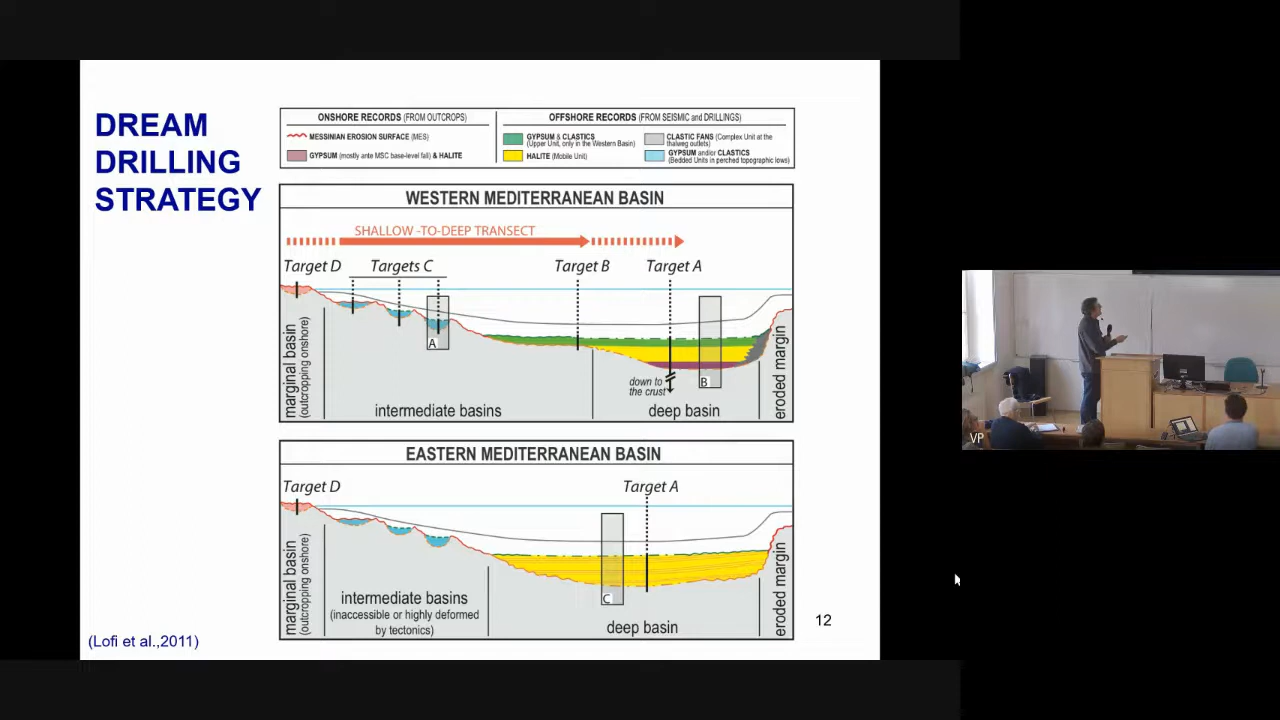 DREAM
DRILLING
STRATEGY
ONSHORE RECORDS (FROM OUTCROPS)
MESSINIAN EROSION SURFACE (MES)
GYPSUM (mostly ante MSC base-level fall) & HALITE
OFFSHORE RECORDS (FROM SEISMIC and DRILLINGS)
GYPSUM & CLASTICS
(Upper Unit, only in the Western Basin)
HALITE (Mobile Unit)
CLASTIC FANS (Complex Unit at the
thalweg outlets)
GYPSUM and/or CLASTICS
(Bedded Units in perched topographic lows)
WESTERN MEDITERRANEAN BASIN
SHALLOW -TO-DEEP TRANSECT
Target D
Targets C
Target B
Target A
A
B
down to
the crust
marginal basin
(outcropping onshore)
intermediate basins
deep basin
eroded margin
EASTERN MEDITERRANEAN BASIN
Target D
Target A
C
marginal basin
(outcropping onshore)
intermediate basins
(inaccessible or highly deformed
by tectonics)
deep basin
eroded margin
12
(Lofi et al.,2011)
VP